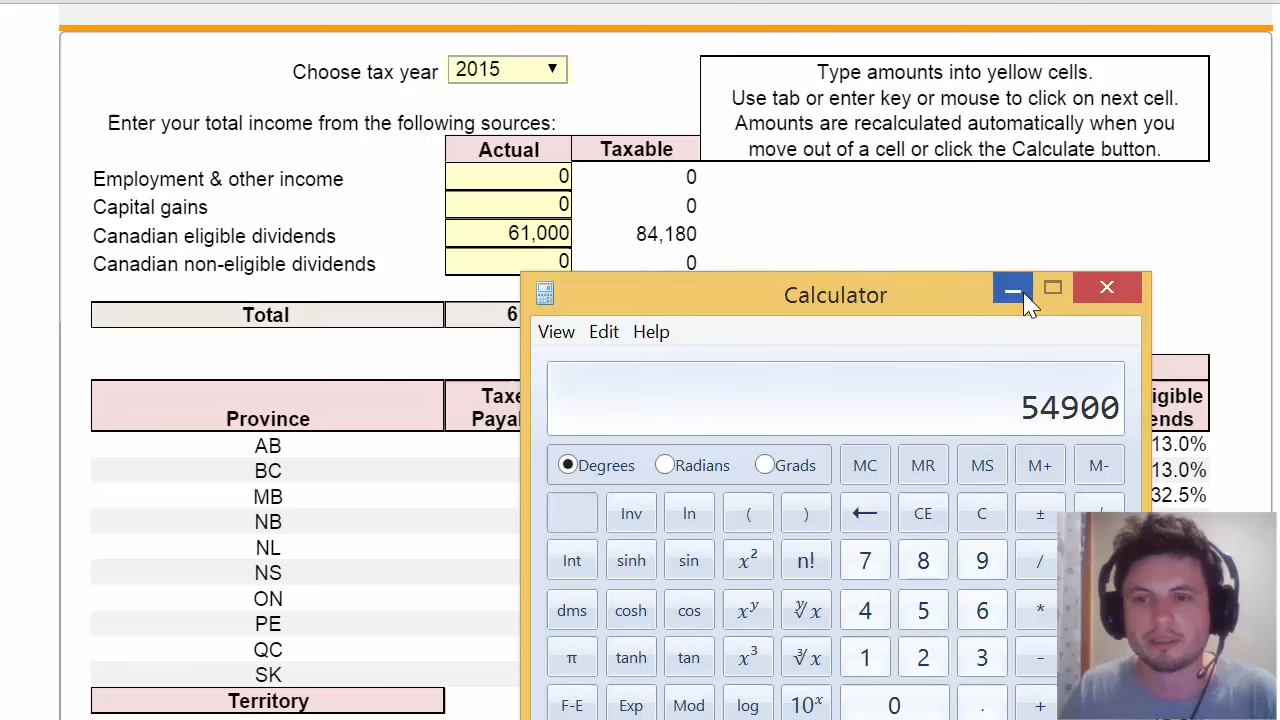 Choose tax year 2015 ▼
Type amounts into yellow cells.
Use tab or enter key or mouse to click on next cell.
Amounts are recalculated automatically when you
move out of a cell or click the Calculate button.
Enter your total income from the following sources:
Actual Taxable
Employment & other income 0 0
Capital gains 0 0
Canadian eligible dividends 61,000 84,180
Canadian non-eligible dividends 0 0
Total 6
Calculator
View Edit Help
54900
Degrees Radians Grads MC MR MS M+ M-
Inv ln ( ) ← CE C ±
Int sinh sin x² n! 7 8 9 /
dms cosh cos xʸ ʸ√x 4 5 6 *
π tanh tan x³ ³√x 1 2 3 -
F-E Exp Mod log 10ˣ 0 . +
Province
AB 13.0%
BC 13.0%
MB 32.5%
NB
NL
NS
ON
PE
QC
SK
Territory